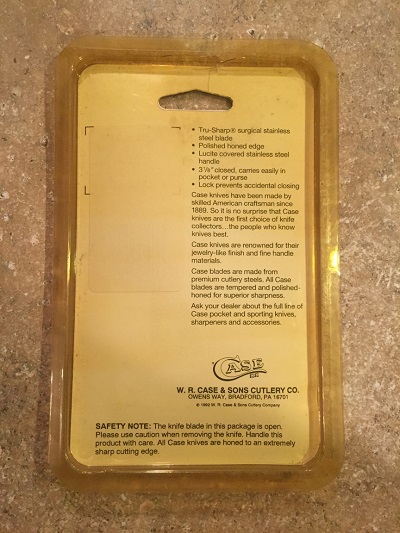 • Tru-Sharp® surgical stainless
steel blade
• Polished honed edge
• Lucite covered stainless steel
handle
• 3⅛" closed, carries easily in
pocket or purse
• Lock prevents accidental closing
Case knives have been made by
skilled American craftsman since
1889. So it is no surprise that Case
knives are the first choice of knife
collectors...the people who know
knives best.
Case knives are renowned for their
jewelry-like finish and fine handle
materials.
Case blades are made from
premium cutlery steels. All Case
blades are tempered and polished-
honed for superior sharpness.
Ask your dealer about the full line of
Case pocket and sporting knives,
sharpeners and accessories.
CASE
W. R. CASE & SONS CUTLERY CO.
OWENS WAY, BRADFORD, PA 16701
SAFETY NOTE: The knife blade in this package is open.
Please use caution when removing the knife. Handle this
product with care. All Case knives are honed to an extremely
sharp cutting edge.